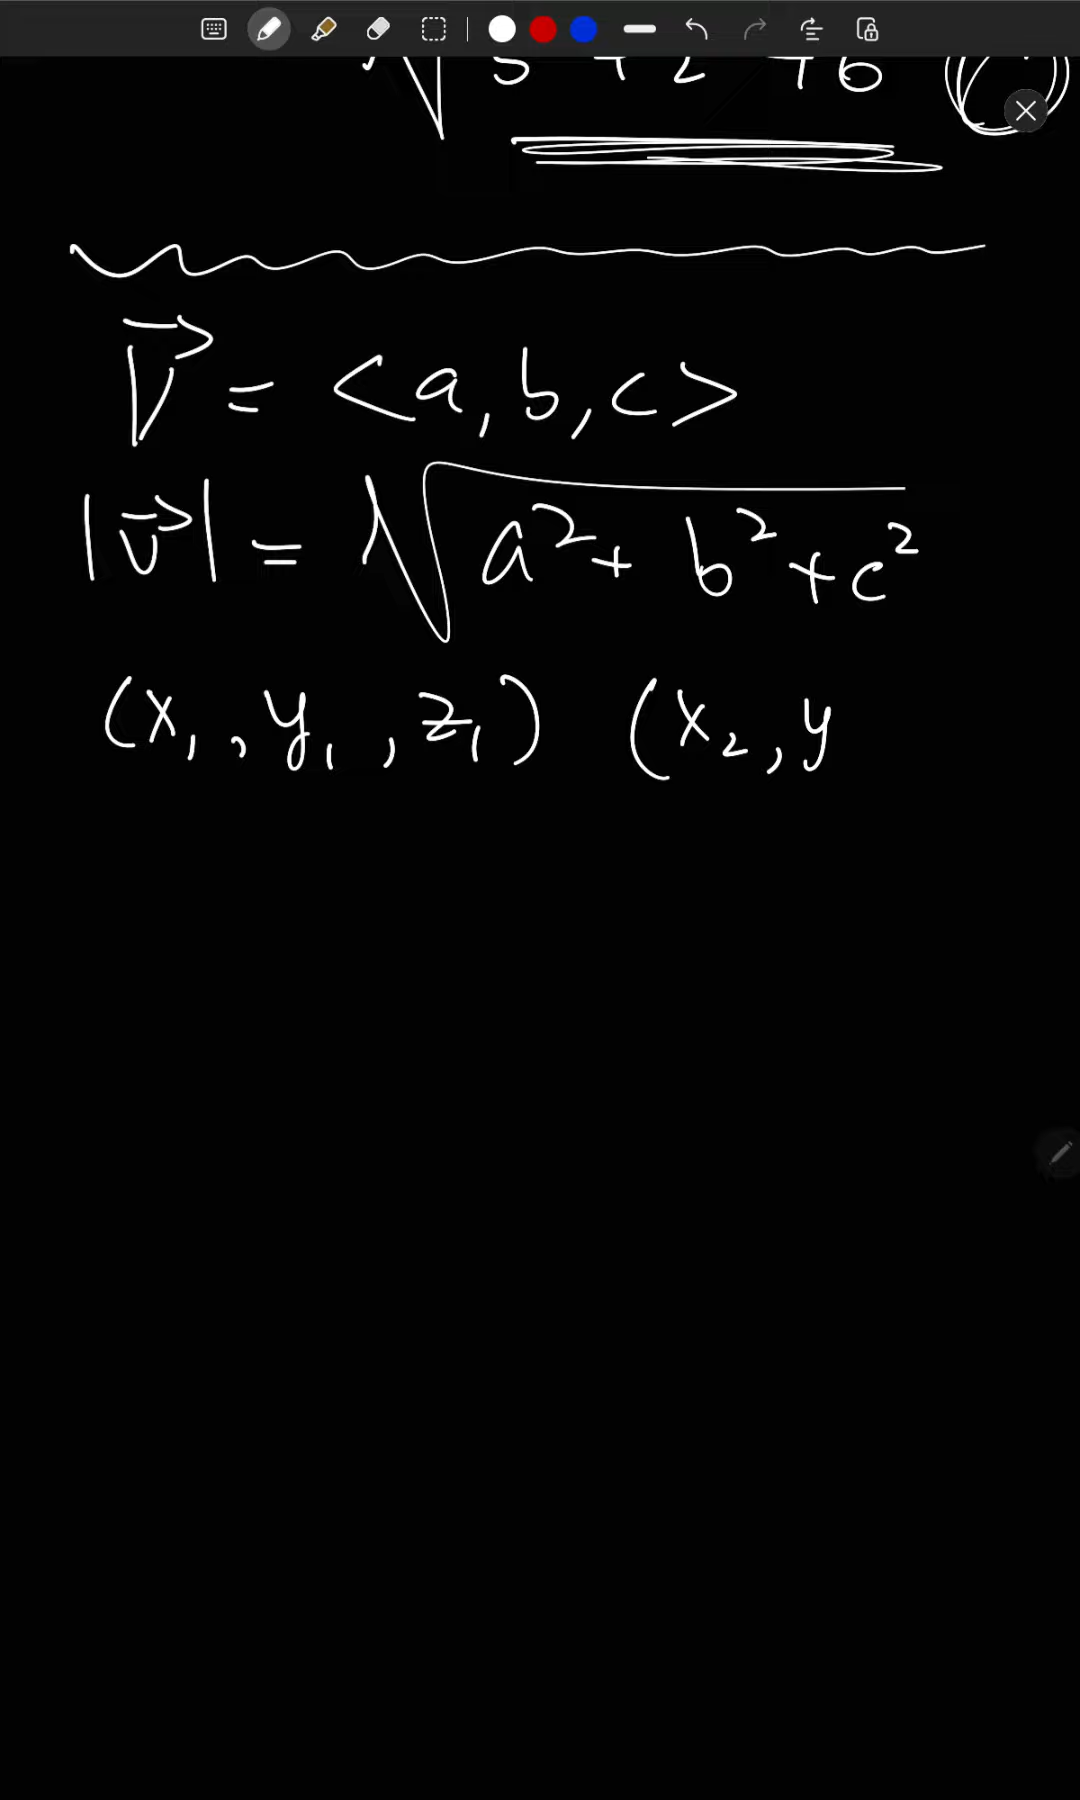 V⃗ = <a, b, c>
|v⃗| = √(a² + b² + c²)
(x₁, y₁, z₁) (x₂, y